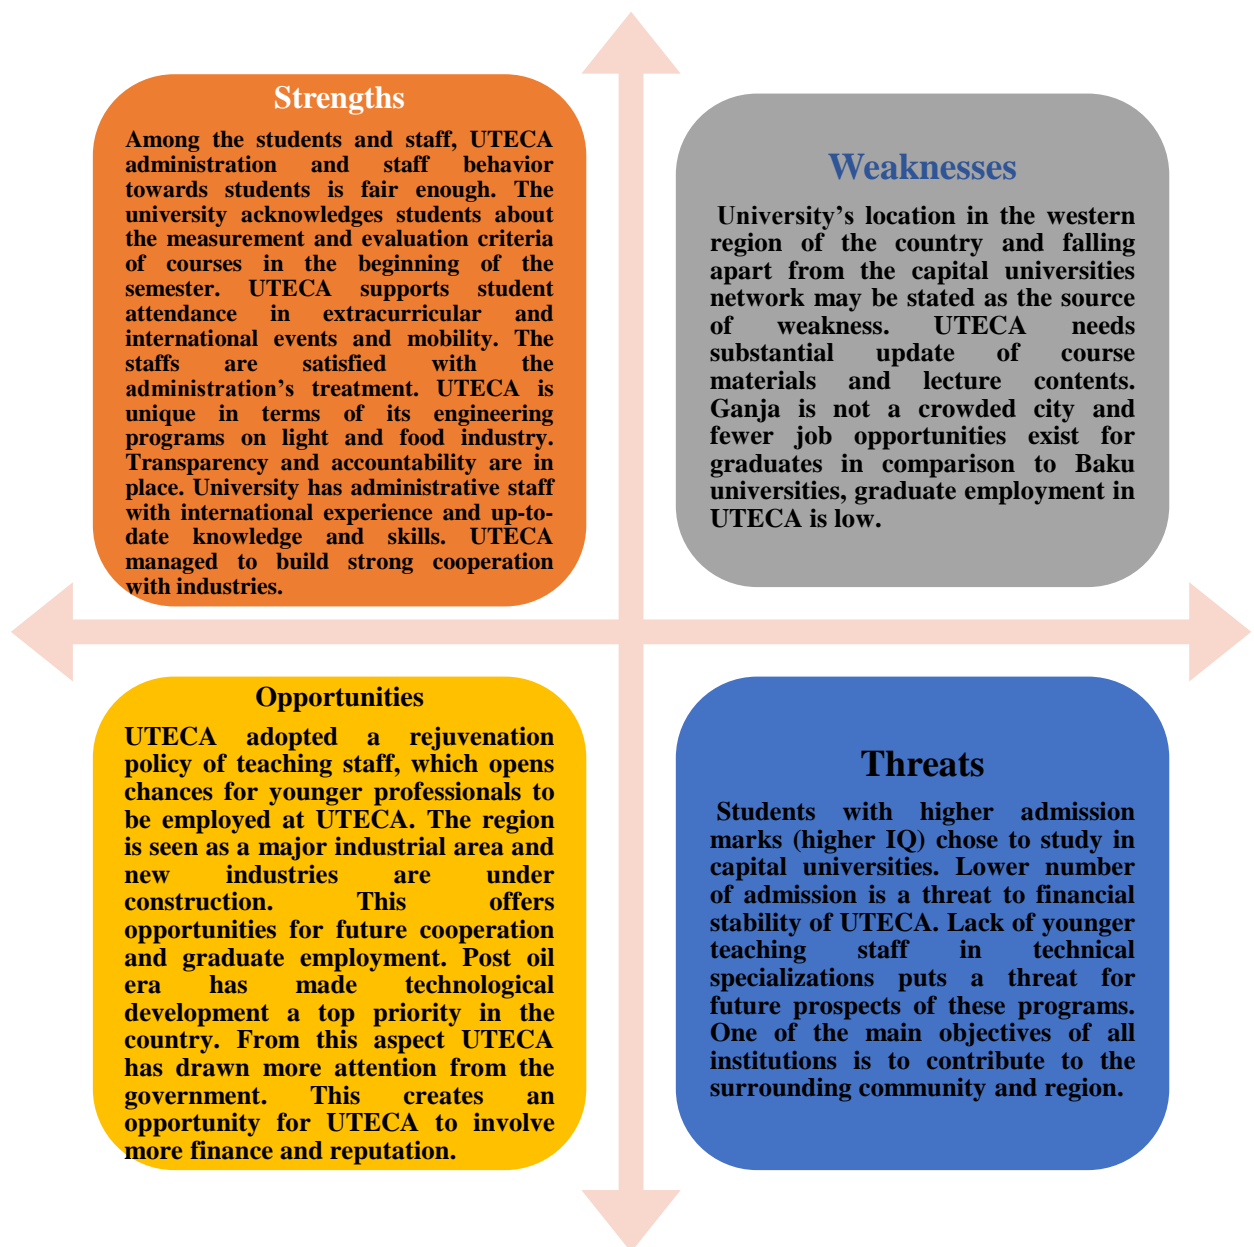 Strengths
Among the students and staff, UTECA
administration and staff behavior
towards students is fair enough. The
university acknowledges students about
the measurement and evaluation criteria
of courses in the beginning of the
semester. UTECA supports student
attendance in extracurricular and
international events and mobility. The
staffs are satisfied with the
administration's treatment. UTECA is
unique in terms of its engineering
programs on light and food industry.
Transparency and accountability are in
place. University has administrative staff
with international experience and up-to-
date knowledge and skills. UTECA
managed to build strong cooperation
with industries.
Weaknesses
University's location in the western
region of the country and falling
apart from the capital universities
network may be stated as the source
of weakness. UTECA needs
substantial update of course
materials and lecture contents.
Ganja is not a crowded city and
fewer job opportunities exist for
graduates in comparison to Baku
universities, graduate employment in
UTECA is low.
Opportunities
UTECA adopted a rejuvenation
policy of teaching staff, which opens
chances for younger professionals to
be employed at UTECA. The region
is seen as a major industrial area and
new industries are under
construction. This offers
opportunities for future cooperation
and graduate employment. Post oil
era has made technological
development a top priority in the
country. From this aspect UTECA
has drawn more attention from the
government. This creates an
opportunity for UTECA to involve
more finance and reputation.
Threats
Students with higher admission
marks (higher IQ) chose to study in
capital universities. Lower number
of admission is a threat to financial
stability of UTECA. Lack of younger
teaching staff in technical
specializations puts a threat for
future prospects of these programs.
One of the main objectives of all
institutions is to contribute to the
surrounding community and region.